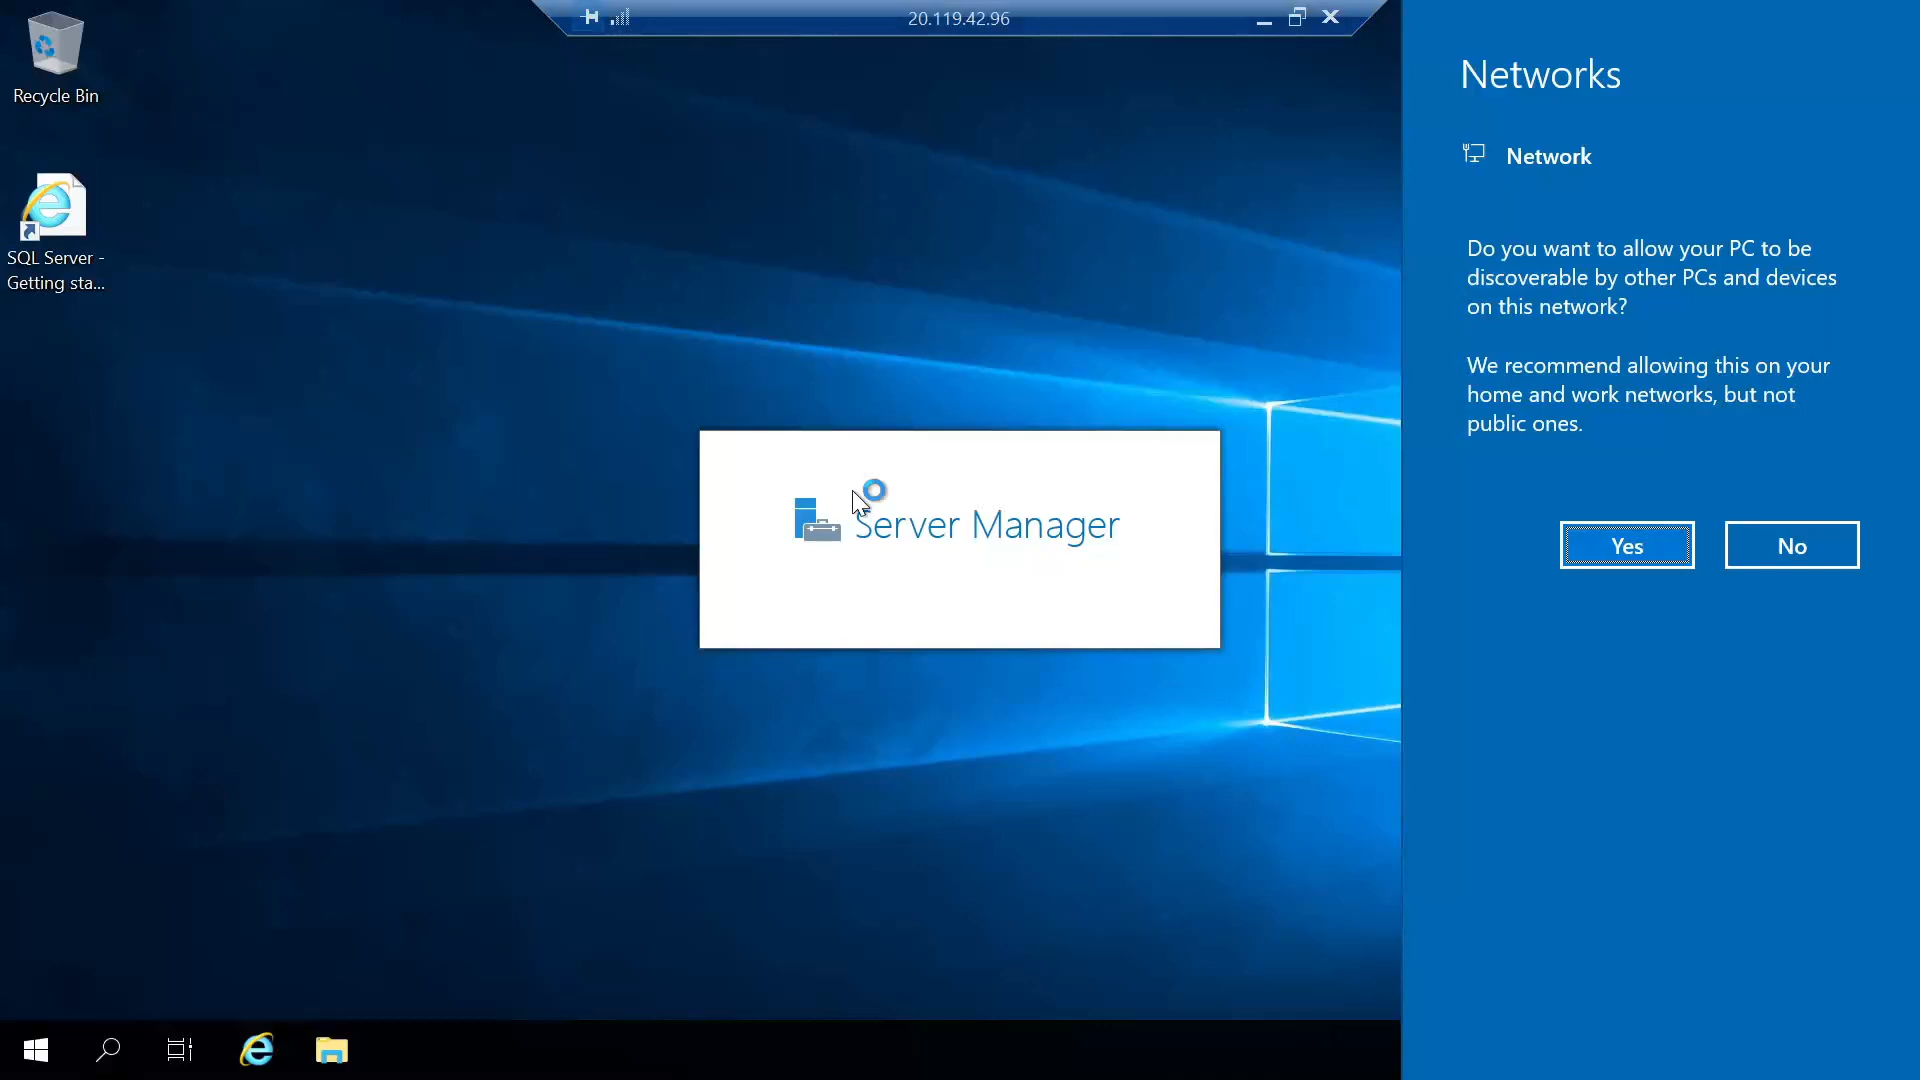 20.119.42.96
Recycle Bin
SQL Server -
Getting sta...
Server Manager
Networks
Network
Do you want to allow your PC to be
discoverable by other PCs and devices
on this network?
We recommend allowing this on your
home and work networks, but not
public ones.
Yes
No